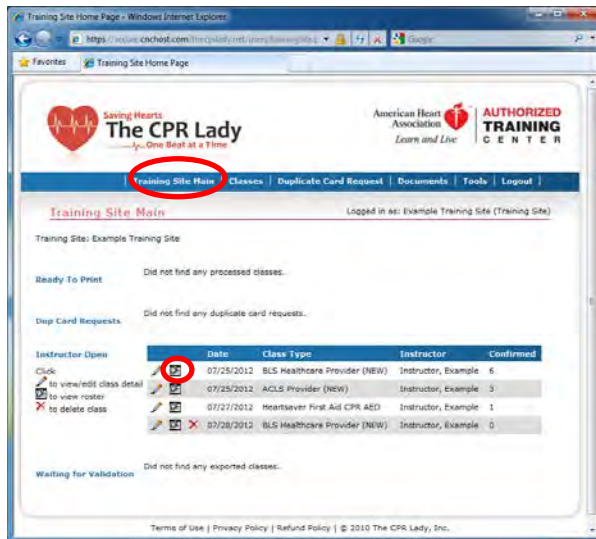 Training Site Home Page - Windows Internet Explorer
https://secure.cnchost.com Google
Favorites Training Site Home Page
Saving Hearts
The CPR Lady
One Beat at a Time
American Heart Association
Learn and Live
AUTHORIZED
TRAINING
CENTER
Training Site Main | Classes | Duplicate Card Request | Documents | Tools | Logout |
Training Site Main Logged in as: Example Training Site (Training Site)
Training Site: Example Training Site
Ready To Print Did not find any processed classes.
Dup Card Requests Did not find any duplicate card requests.
Instructor Open Date Class Type Instructor Confirmed
Click
to view/edit class detail
to view roster
to delete class
07/25/2012 BLS Healthcare Provider (NEW) Instructor, Example 6
07/25/2012 ACLS Provider (NEW) Instructor, Example 3
07/27/2012 Heartsaver First Aid CPR AED Instructor, Example 1
07/28/2012 BLS Healthcare Provider (NEW) Instructor, Example 0
Waiting for Validation Did not find any exported classes.
Terms of Use | Privacy Policy | Refund Policy | © 2010 The CPR Lady, Inc.